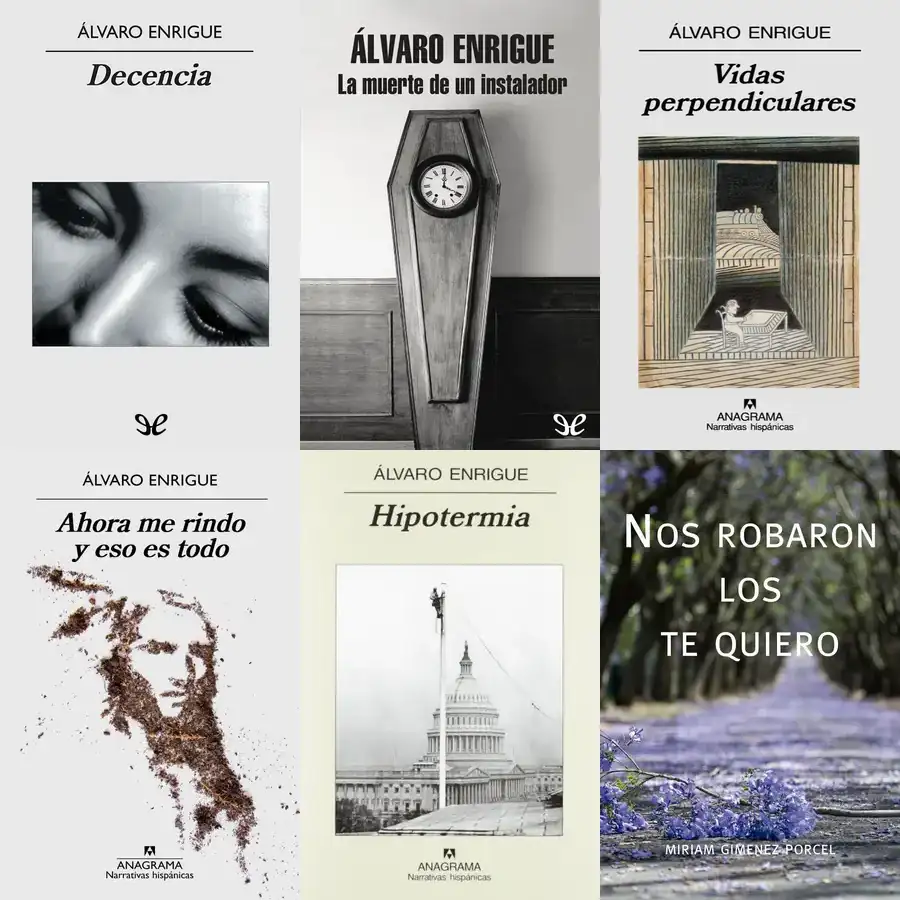 ÁLVARO ENRIGUE
Decencia
ÁLVARO ENRIGUE
La muerte de un instalador
ÁLVARO ENRIGUE
Vidas
perpendiculares
ANAGRAMA
Narrativas hispánicas
ÁLVARO ENRIGUE
Ahora me rindo
y eso es todo
ANAGRAMA
Narrativas hispánicas
ÁLVARO ENRIGUE
Hipotermia
ANAGRAMA
Narrativas hispánicas
NOS ROBARON
LOS
TE QUIERO
MIRIAM GIMENEZ PORCEL